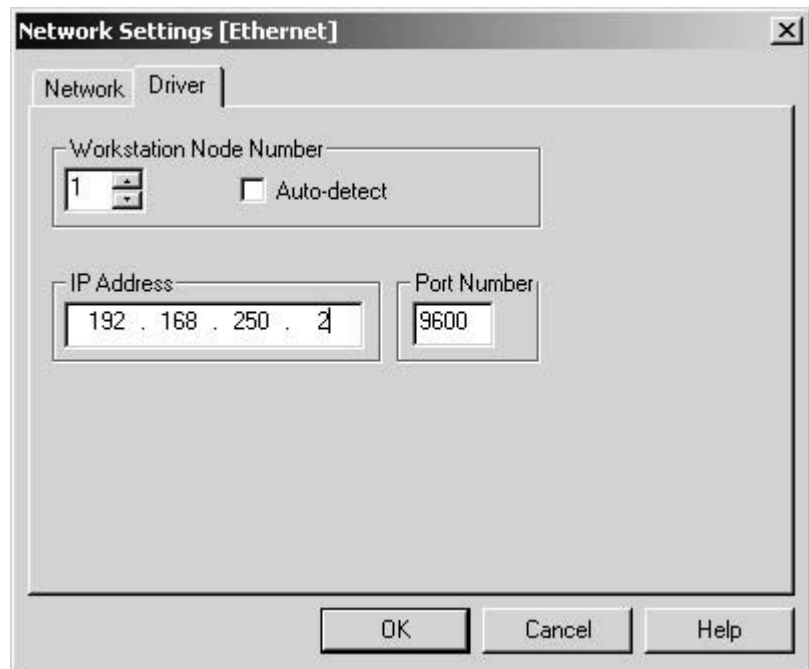 Network Settings [Ethernet]
Network Driver
Workstation Node Number
1 Auto-detect
IP Address Port Number
192 . 168 . 250 . 2 9600
OK Cancel Help